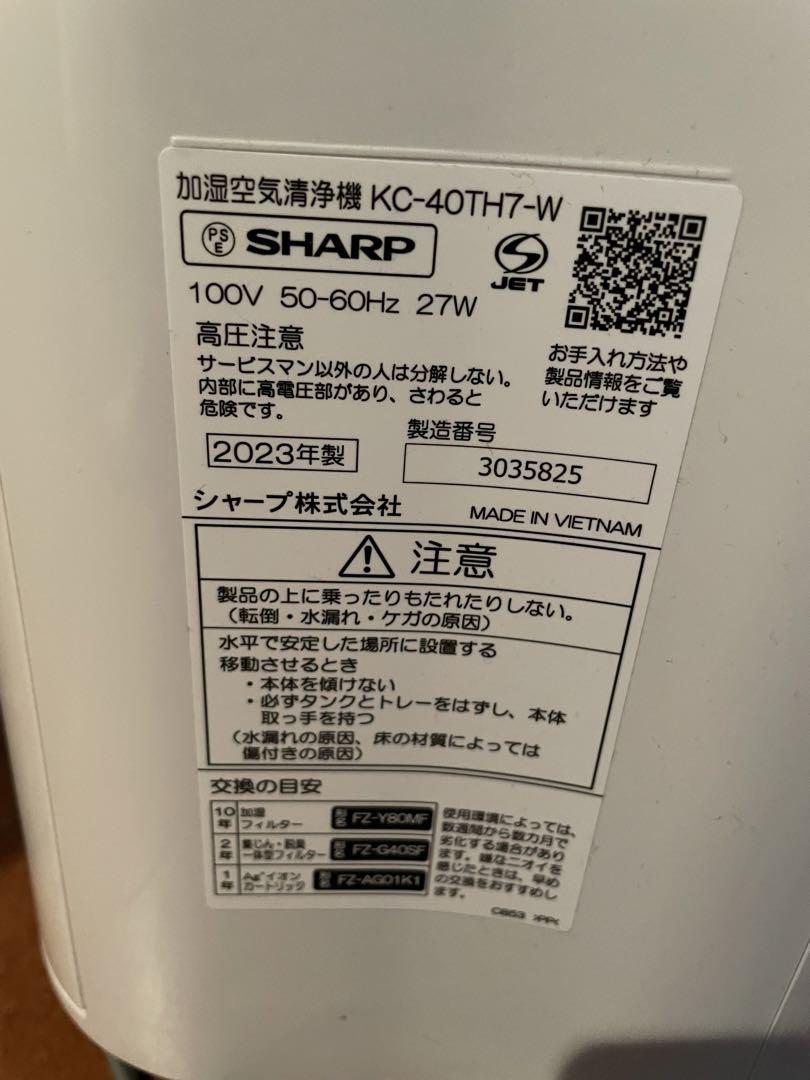 加湿空気清浄機 KC-40TH7-W
PS E SHARP
JET
100V 50-60Hz 27W
高圧注意
サービスマン以外の人は分解しない。
内部に高電圧部があり、さわると
危険です。
お手入れ方法や
製品情報をご覧
いただけます
2023年製
製造番号
3035825
シャープ株式会社
MADE IN VIETNAM
注意
製品の上に乗ったりもたれたりしない。
（転倒・水漏れ・ケガの原因）
水平で安定した場所に設置する
移動させるとき
・本体を傾けない
・必ずタンクとトレーをはずし、本体
取っ手を持つ
（水漏れの原因、床の材質によっては
傷付きの原因）
交換の目安
10年 加湿フィルター 形名 FZ-Y80MF
2年 集じん・脱臭一体型フィルター 形名 FZ-G40SF
1年 Ag⁺イオンカートリッジ 形名 FZ-AG01K1
使用環境によっては、
数週間から数カ月で
劣化する場合があり
ます。嫌なニオイを
感じたときは、早め
の交換をおすすめし
ます。
C853 >PP<